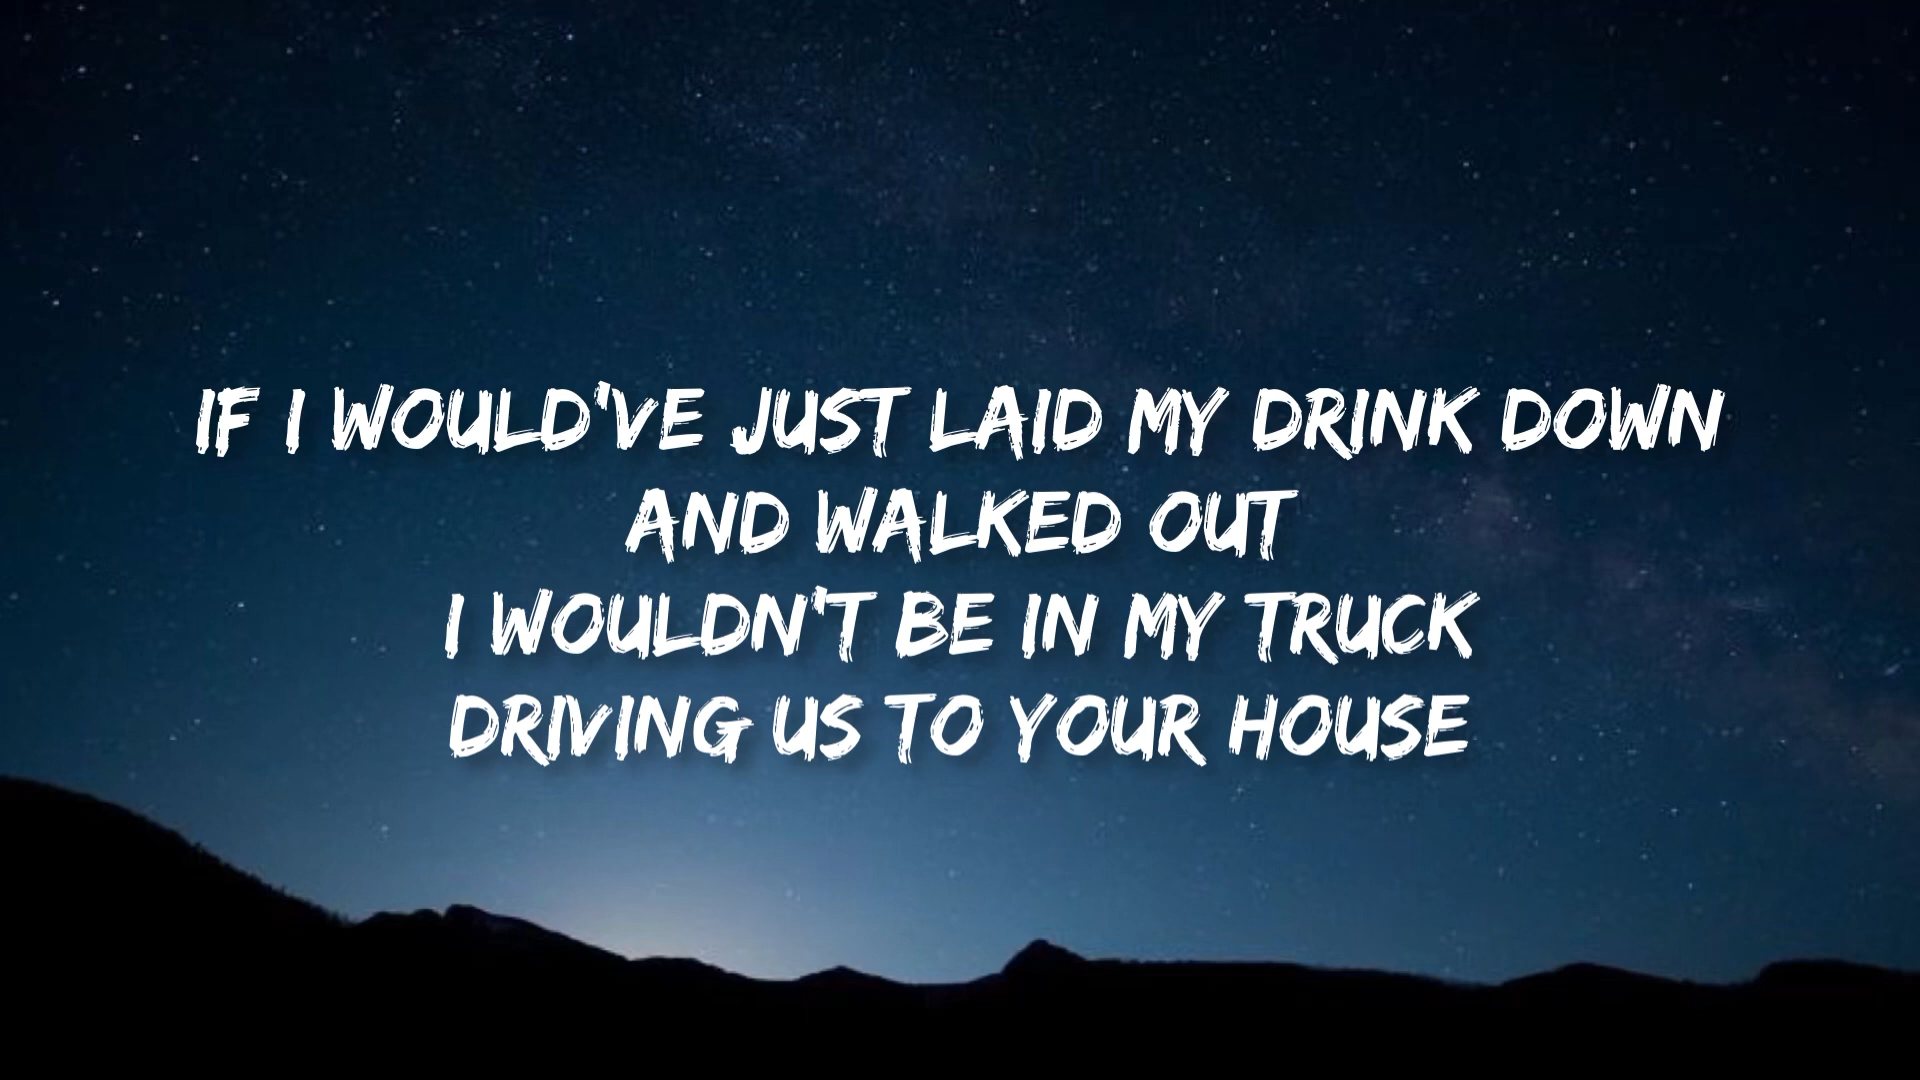 IF I WOULD'VE JUST LAID MY DRINK DOWN
AND WALKED OUT
I WOULDN'T BE IN MY TRUCK
DRIVING US TO YOUR HOUSE